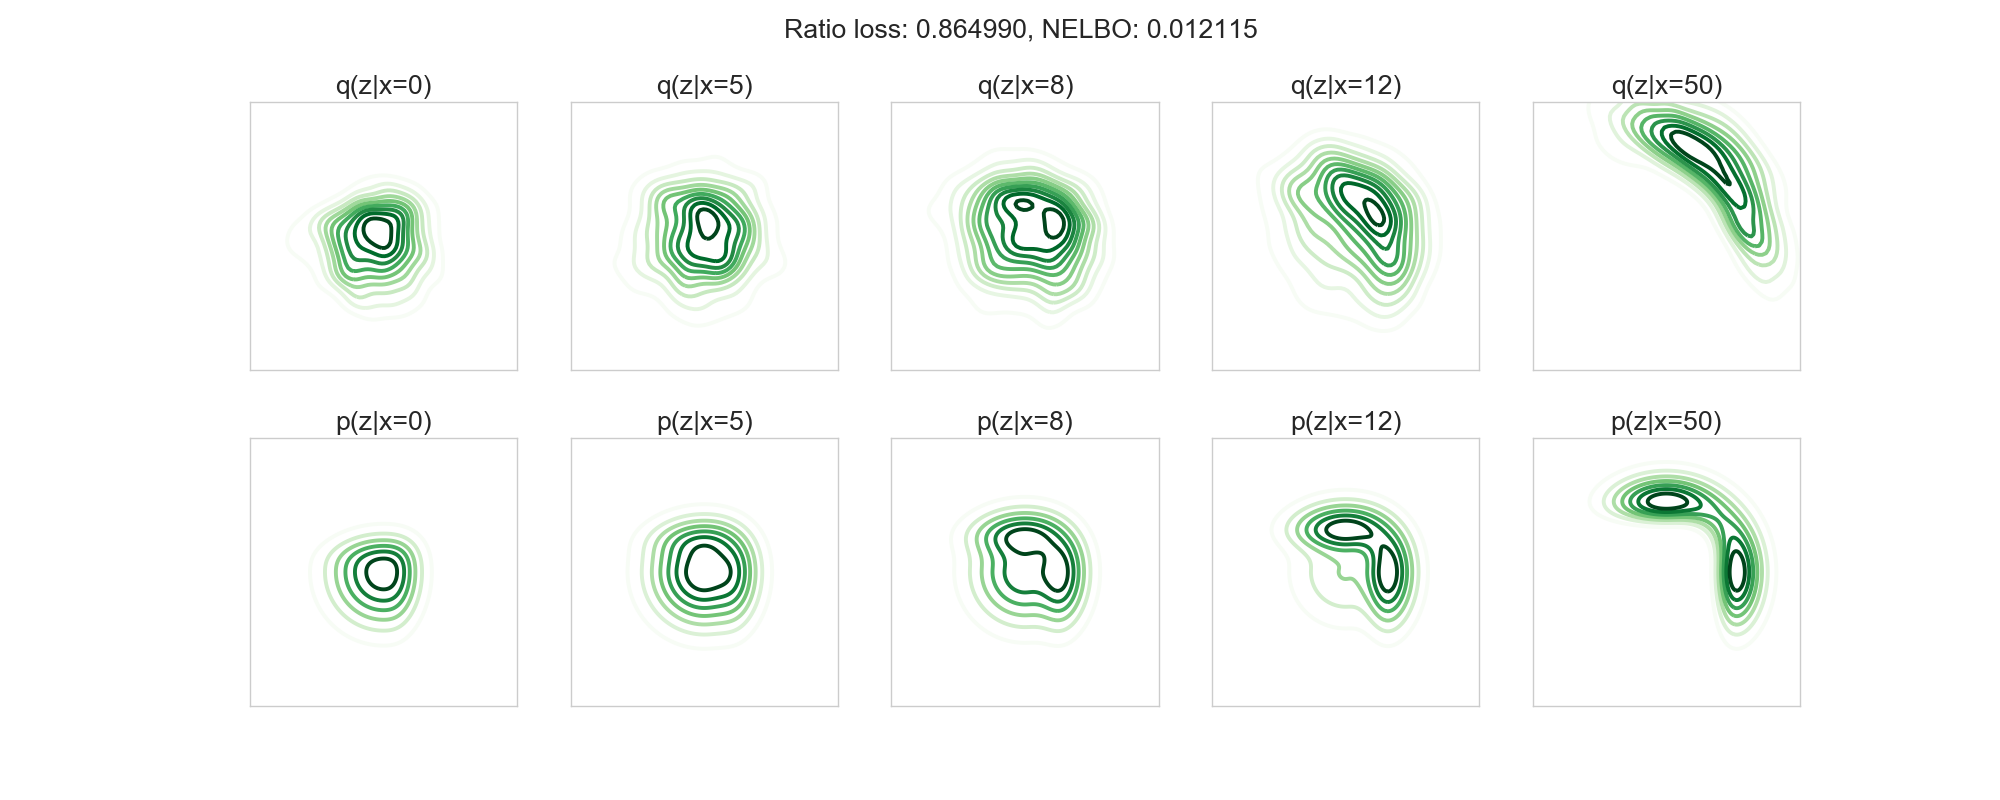 Ratio loss: 0.864990, NELBO: 0.012115
q(z|x=0) q(z|x=5) q(z|x=8) q(z|x=12) q(z|x=50)
p(z|x=0) p(z|x=5) p(z|x=8) p(z|x=12) p(z|x=50)